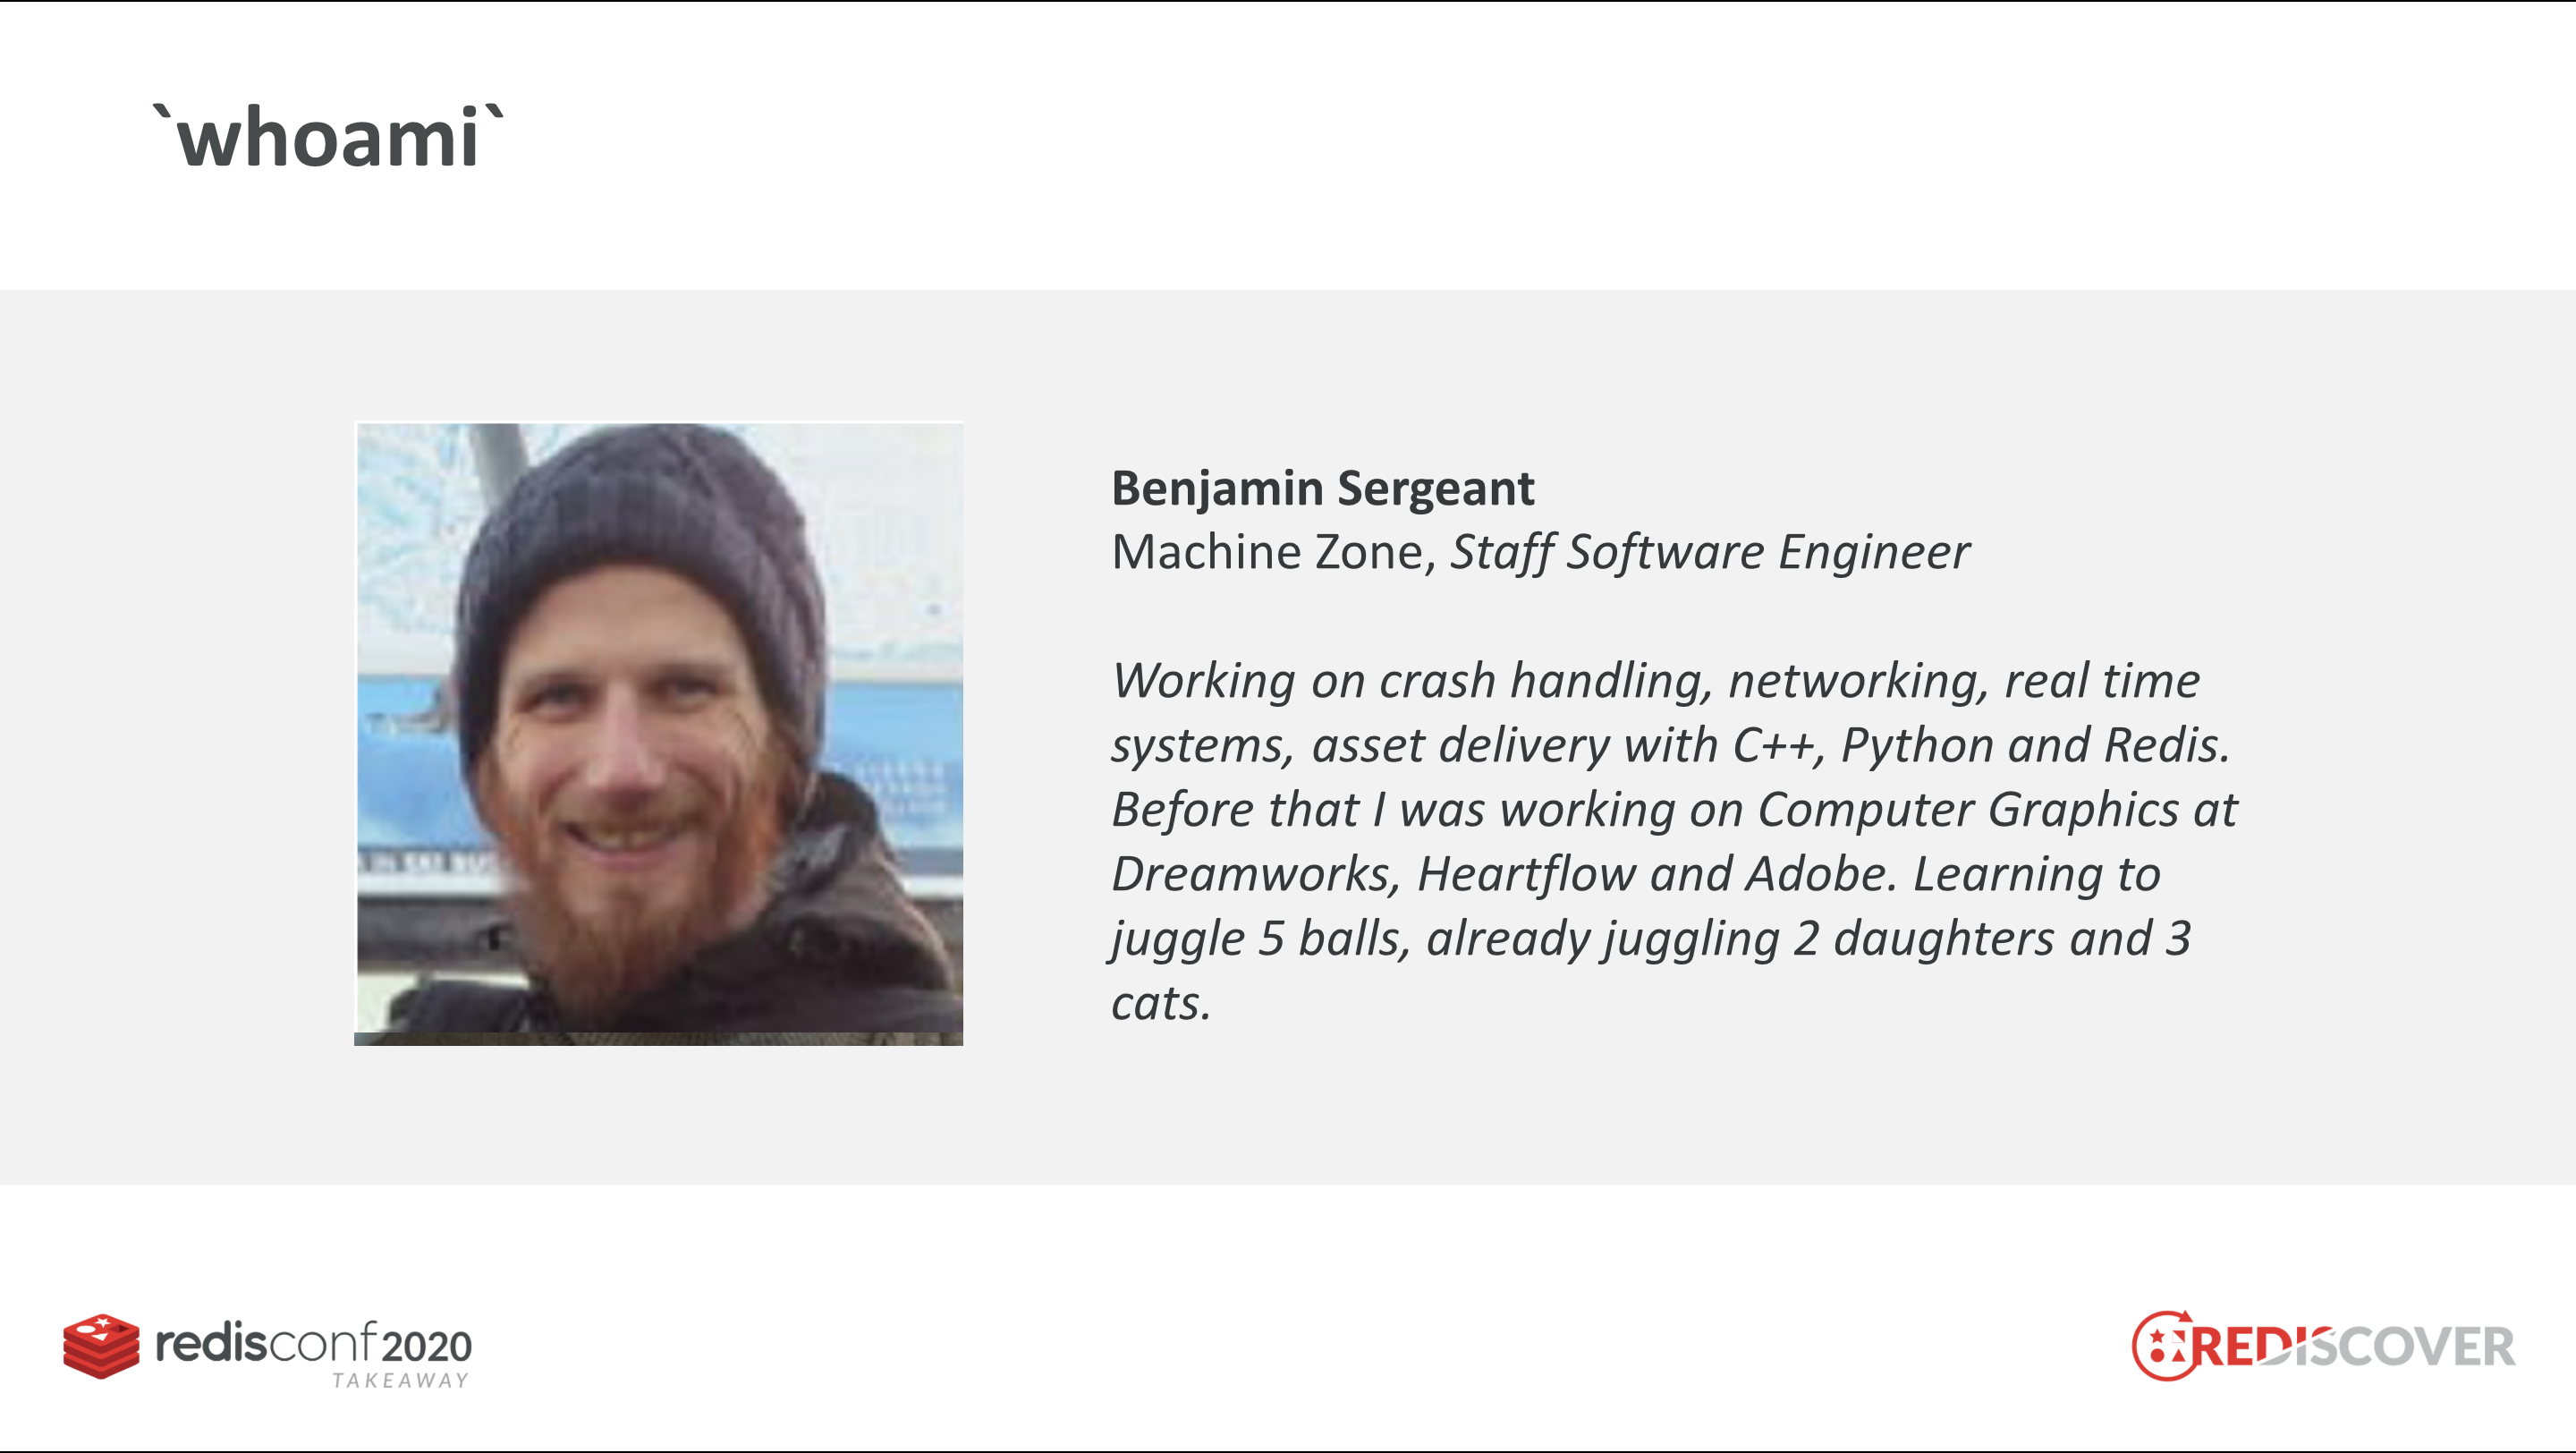 `whoami`
Benjamin Sergeant
Machine Zone, Staff Software Engineer
Working on crash handling, networking, real time
systems, asset delivery with C++, Python and Redis.
Before that I was working on Computer Graphics at
Dreamworks, Heartflow and Adobe. Learning to
juggle 5 balls, already juggling 2 daughters and 3
cats.
redisconf 2020
TAKEAWAY
REDISCOVER